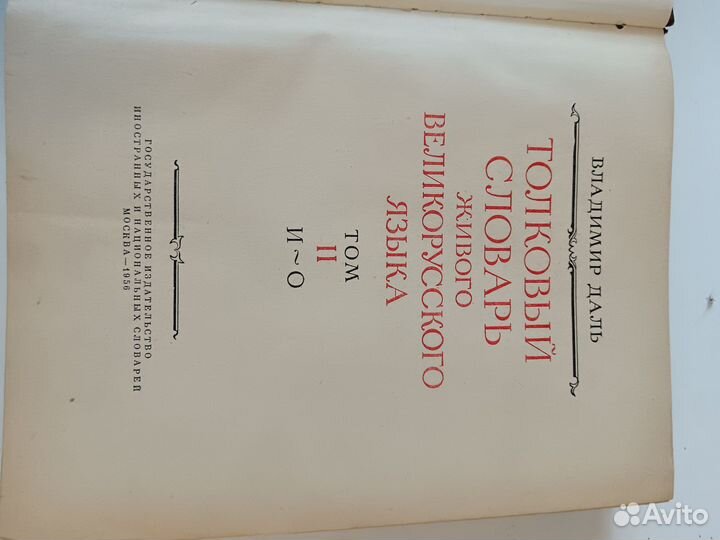 ВЛАДИМИР ДАЛЬ
ТОЛКОВЫЙ
СЛОВАРЬ
ЖИВОГО
ВЕЛИКОРУССКОГО
ЯЗЫКА
ТОМ
II
И~О
ГОСУДАРСТВЕННОЕ ИЗДАТЕЛЬСТВО
ИНОСТРАННЫХ И НАЦИОНАЛЬНЫХ СЛОВАРЕЙ
МОСКВА—1956
Avito